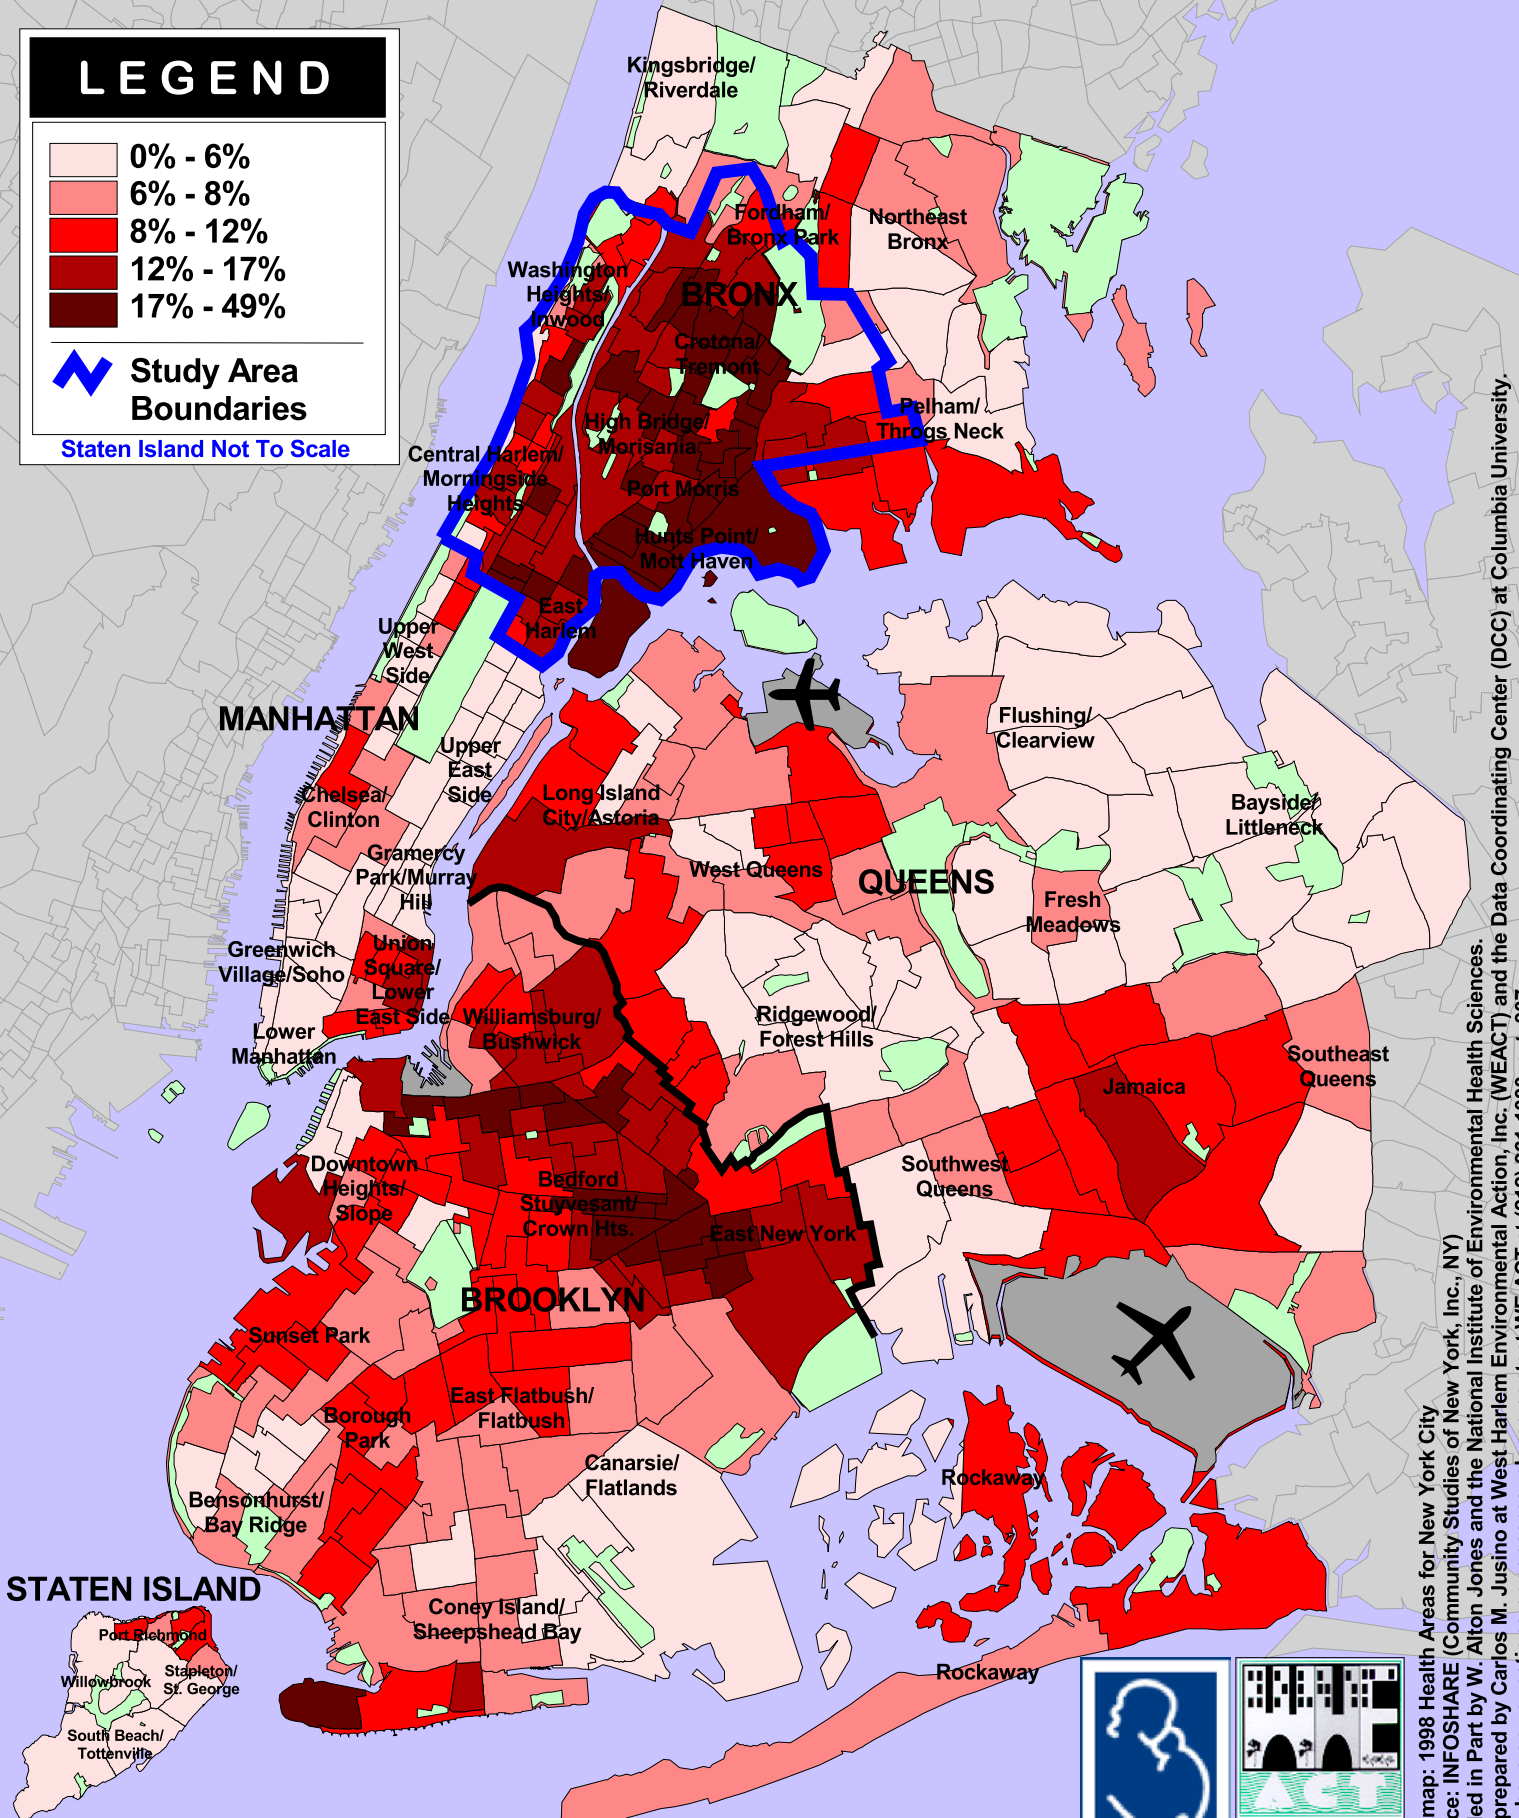 LEGEND
0% - 6%
6% - 8%
8% - 12%
12% - 17%
17% - 49%
Study Area
Boundaries
Staten Island Not To Scale
Kingsbridge/
Riverdale
Fordham/
Bronx Park
Northeast
Bronx
Washington
Heights/
Inwood
BRONX
Crotona/
Tremont
High Bridge/
Morisania
Pelham/
Throgs Neck
Central Harlem/
Morningside
Heights
Port Morris
Hunts Point/
Mott Haven
East
Harlem
Upper
West
Side
MANHATTAN
Upper
East
Side
Chelsea/
Clinton
Gramercy
Park/Murray
Hill
Greenwich
Village/Soho
Union
Square/
Lower
East Side
Lower
Manhattan
Flushing/
Clearview
Long Island
City/Astoria
Bayside/
Littleneck
West Queens
QUEENS
Fresh
Meadows
Ridgewood/
Forest Hills
Southeast
Queens
Jamaica
Southwest
Queens
Williamsburg/
Bushwick
Downtown
Heights/
Slope
Bedford
Stuyvesant/
Crown Hts.
East New York
BROOKLYN
Sunset Park
East Flatbush/
Flatbush
Borough
Park
Canarsie/
Flatlands
Bensonhurst/
Bay Ridge
Coney Island/
Sheepshead Bay
Rockaway
Rockaway
STATEN ISLAND
Port Richmond
Willowbrook
Stapleton/
St. George
South Beach/
Tottenville
ACT
map: 1998 Health Areas for New York City
ce: INFOSHARE (Community Studies of New York, Inc., NY)
ed in Part by W. Alton Jones and the National Institute of Environmental Health Sciences.
prepared by Carlos M. Jusino at West Harlem Environmental Action, Inc. (WEACT) and the Data Coordinating Center (DCC) at Columbia University.